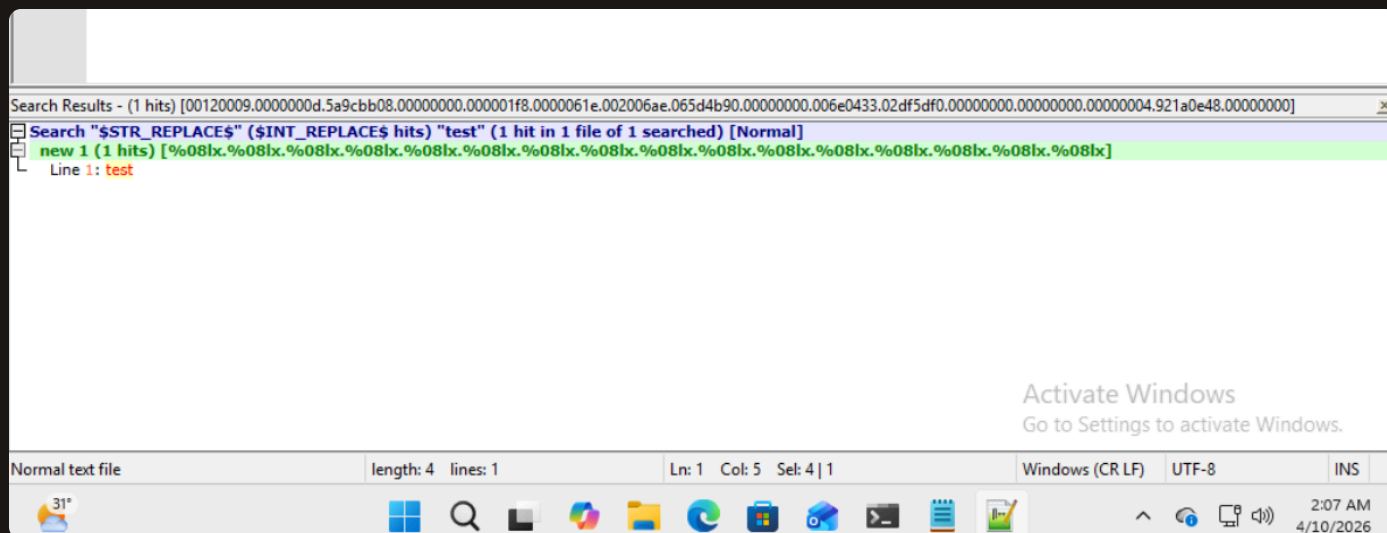 Search Results - (1 hits) [00120009.0000000d.5a9cbb08.00000000.000001f8.0000061e.002006ae.065d4b90.00000000.006e0433.02df5df0.00000000.00000000.00000004.921a0e48.00000000]
Search "$STR_REPLACE$" ($INT_REPLACE$ hits) "test" (1 hit in 1 file of 1 searched) [Normal]
new 1 (1 hits) [%08lx.%08lx.%08lx.%08lx.%08lx.%08lx.%08lx.%08lx.%08lx.%08lx.%08lx.%08lx.%08lx.%08lx.%08lx.%08lx]
Line 1: test
Activate Windows
Go to Settings to activate Windows.
Normal text file length: 4 lines: 1 Ln: 1 Col: 5 Sel: 4 | 1 Windows (CR LF) UTF-8 INS
31°
2:07 AM
4/10/2026